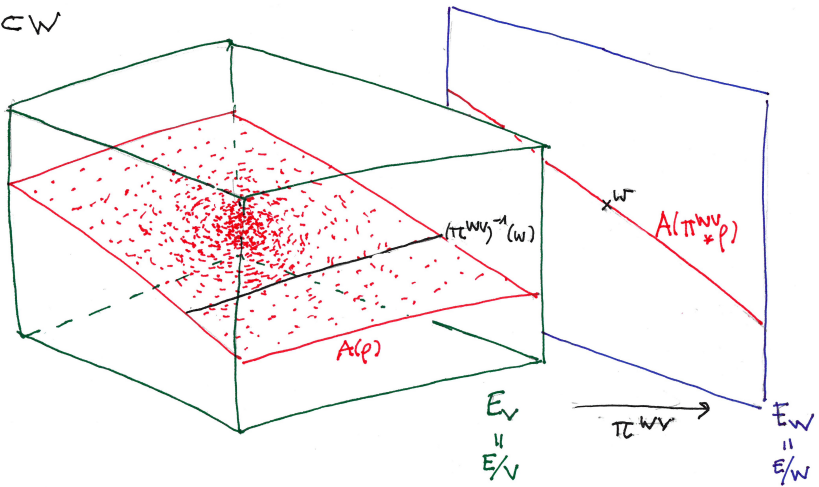 ⊂W
(π^{WV})^{-1}(w)
w
A(π^{WV}_*ρ)
A(ρ)
E_V
=
E/V
π^{WV}
E_W
=
E/W